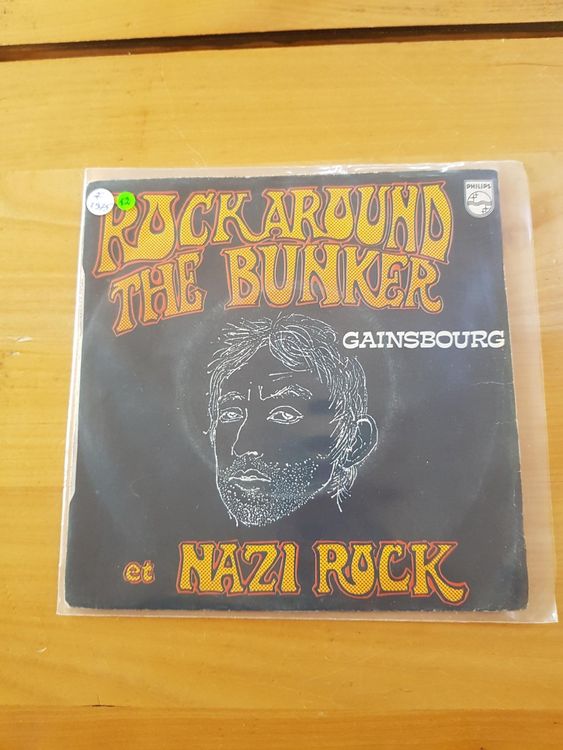 ROCK AROUND
THE BUNKER
PHILIPS
GAINSBOURG
et NAZI ROCK